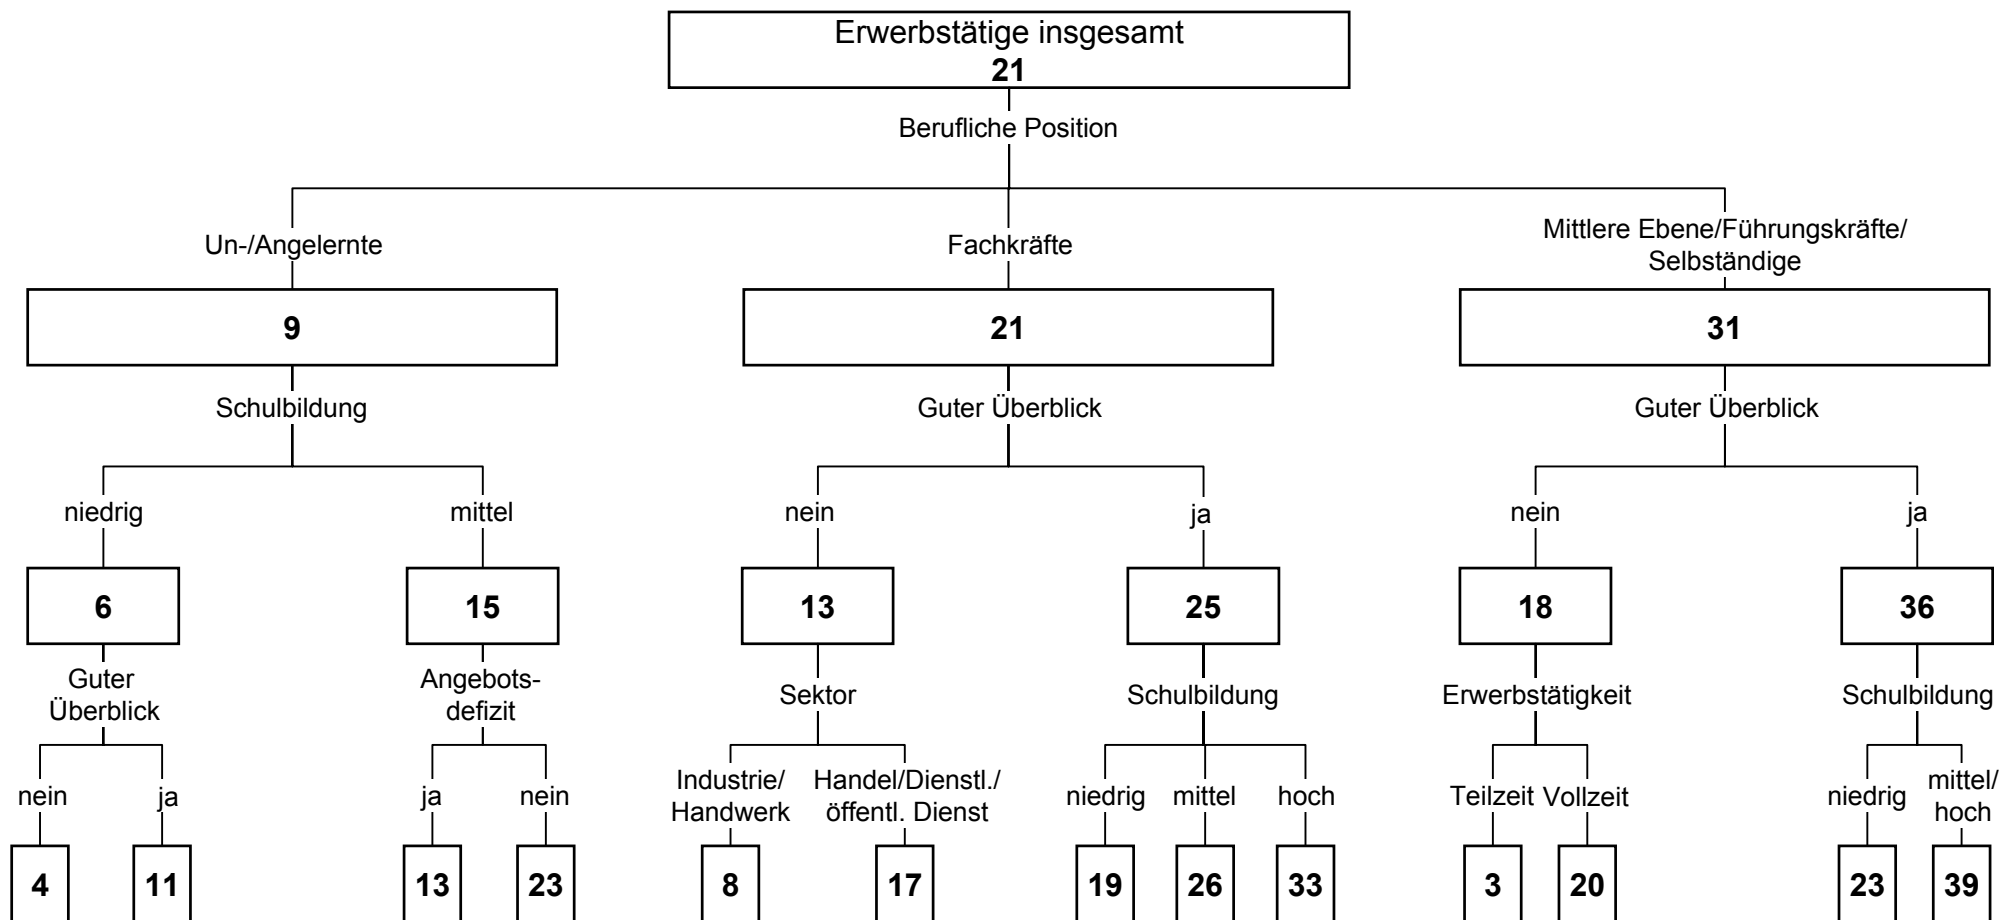 Erwerbstätige insgesamt
21
Berufliche Position
Un-/Angelernte
Fachkräfte
Mittlere Ebene/Führungskräfte/
Selbständige
9
21
31
Schulbildung
Guter Überblick
Guter Überblick
niedrig
mittel
nein
ja
nein
ja
6
15
13
25
18
36
Guter
Überblick
Angebots-
defizit
Sektor
Schulbildung
Erwerbstätigkeit
Schulbildung
nein
ja
ja
nein
Industrie/
Handwerk
Handel/Dienstl./
öffentl. Dienst
niedrig
mittel
hoch
Teilzeit
Vollzeit
niedrig
mittel/
hoch
4
11
13
23
8
17
19
26
33
3
20
23
39